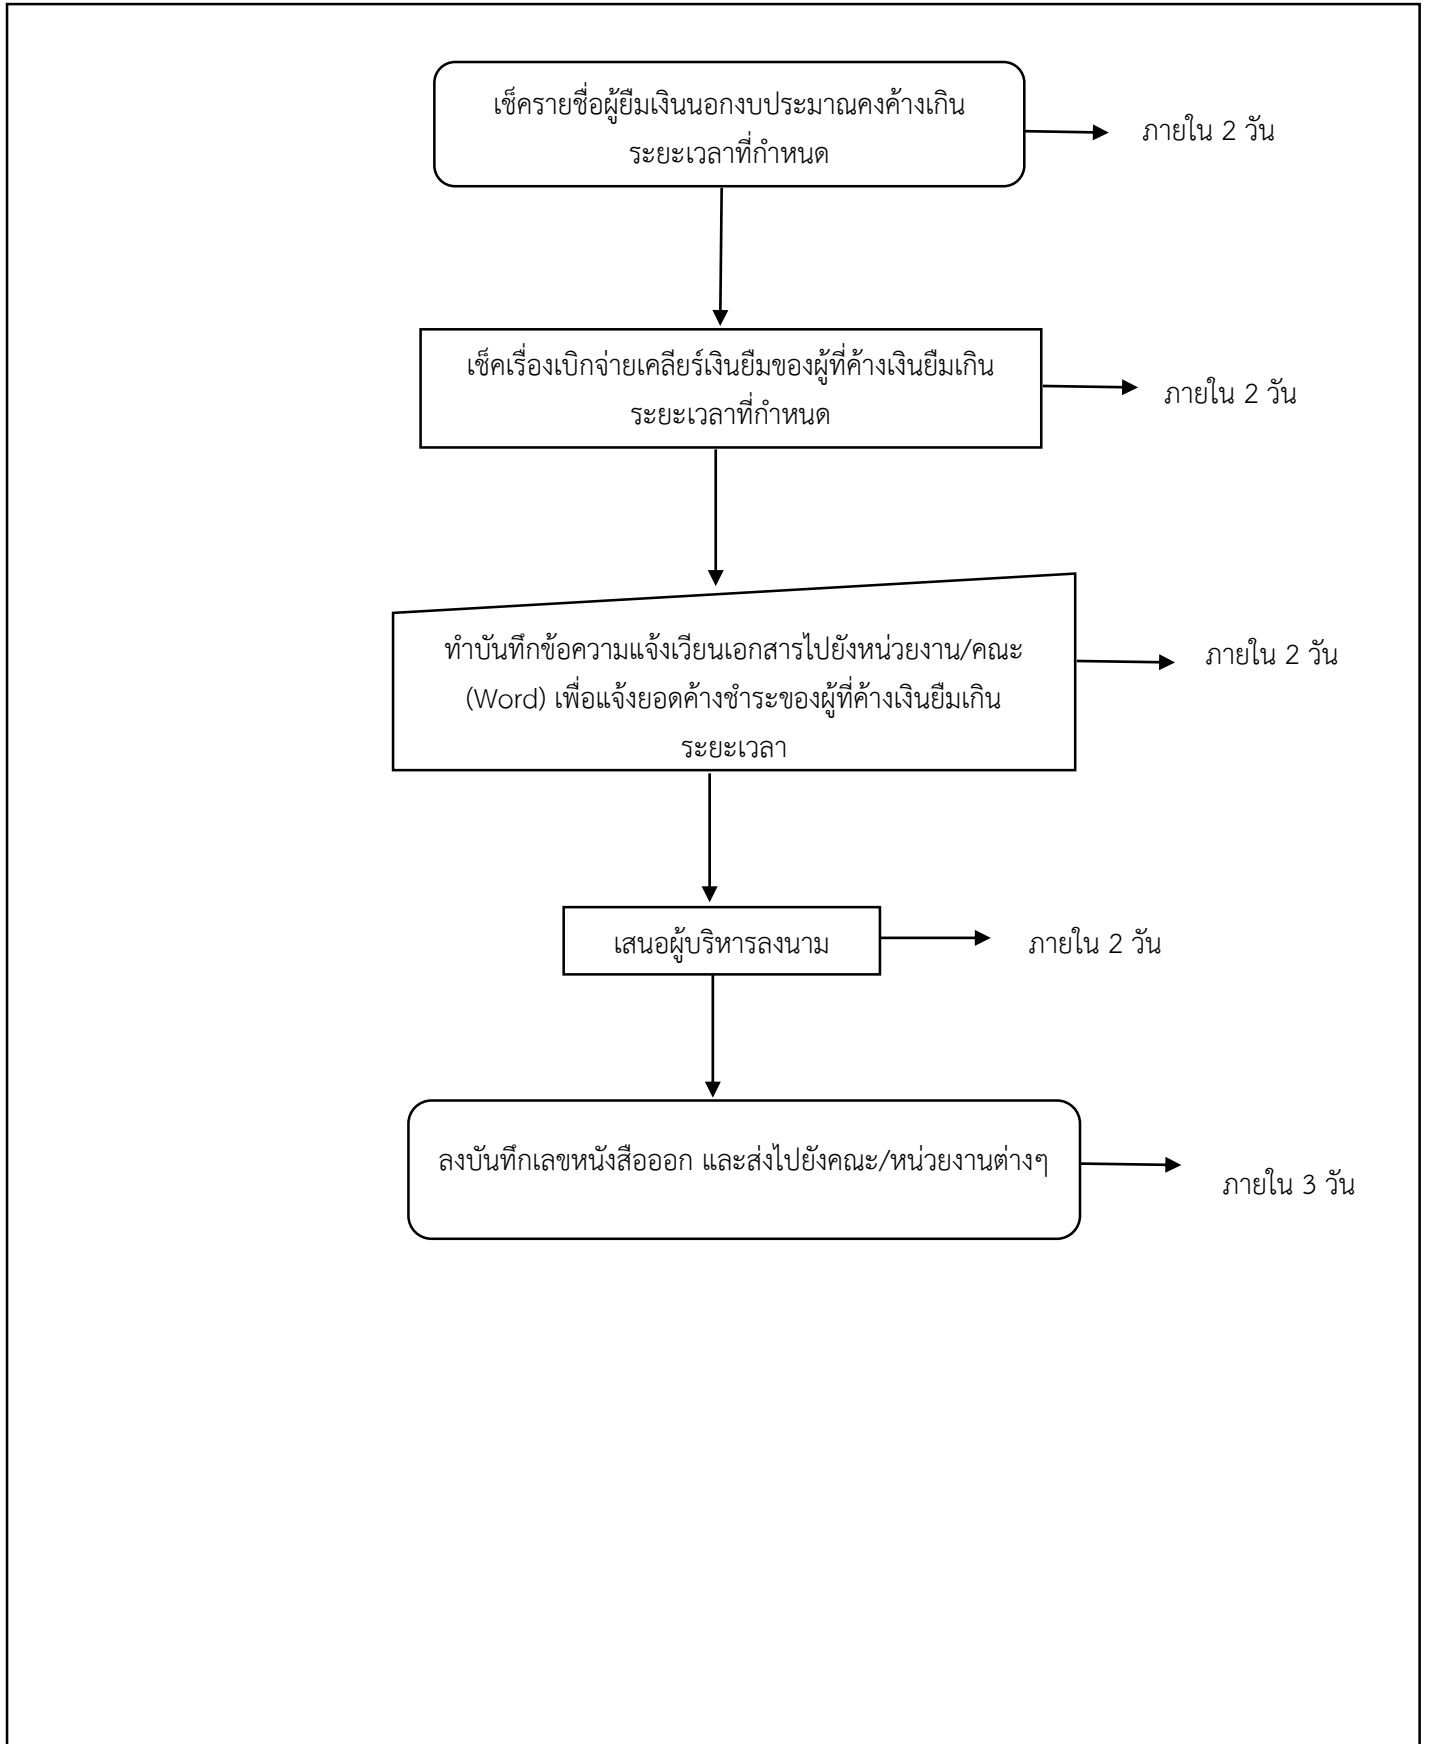 เช็ครายชื่อผู้ยืมเงินนอกงบประมาณคงค้างเกิน
ระยะเวลาที่กำหนด
ภายใน 2 วัน
เช็คเรื่องเบิกจ่ายเคลียร์เงินยืมของผู้ที่ค้างเงินยืมเกิน
ระยะเวลาที่กำหนด
ภายใน 2 วัน
ทำบันทึกข้อความแจ้งเวียนเอกสารไปยังหน่วยงาน/คณะ
(Word) เพื่อแจ้งยอดค้างชำระของผู้ที่ค้างเงินยืมเกิน
ระยะเวลา
ภายใน 2 วัน
เสนอผู้บริหารลงนาม
ภายใน 2 วัน
ลงบันทึกเลขหนังสือออก และส่งไปยังคณะ/หน่วยงานต่างๆ
ภายใน 3 วัน